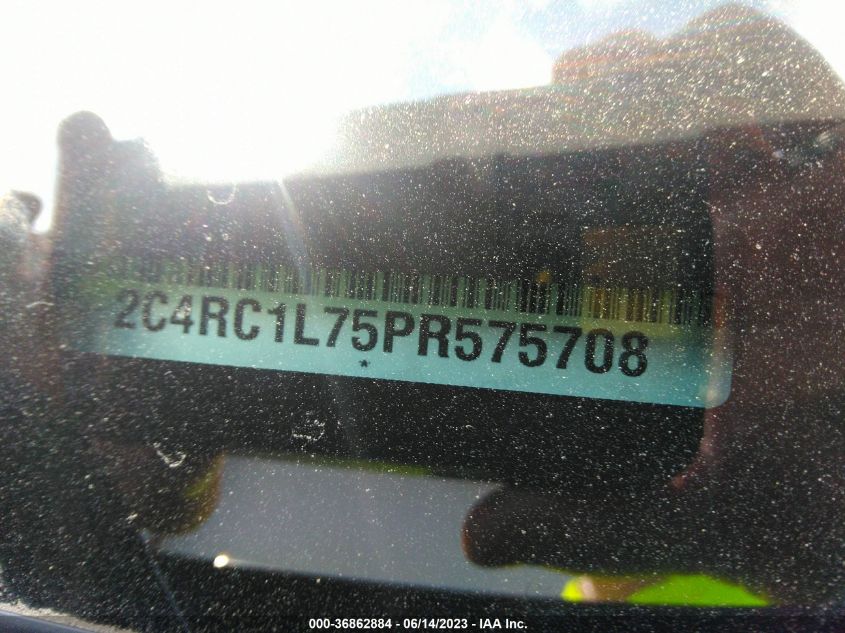 2C4RC1L75PR575708
*
000-36862884 - 06/14/2023 - IAA Inc.